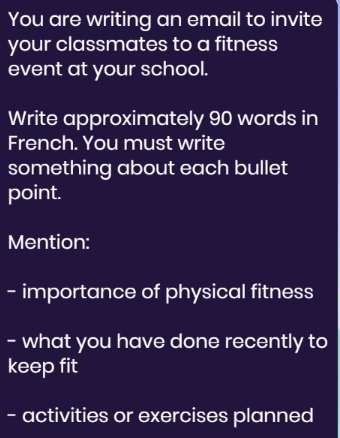 You are writing an email to invite
your classmates to a fitness
event at your school.
Write approximately 90 words in
French. You must write
something about each bullet
point.
Mention:
- importance of physical fitness
- what you have done recently to
keep fit
- activities or exercises planned